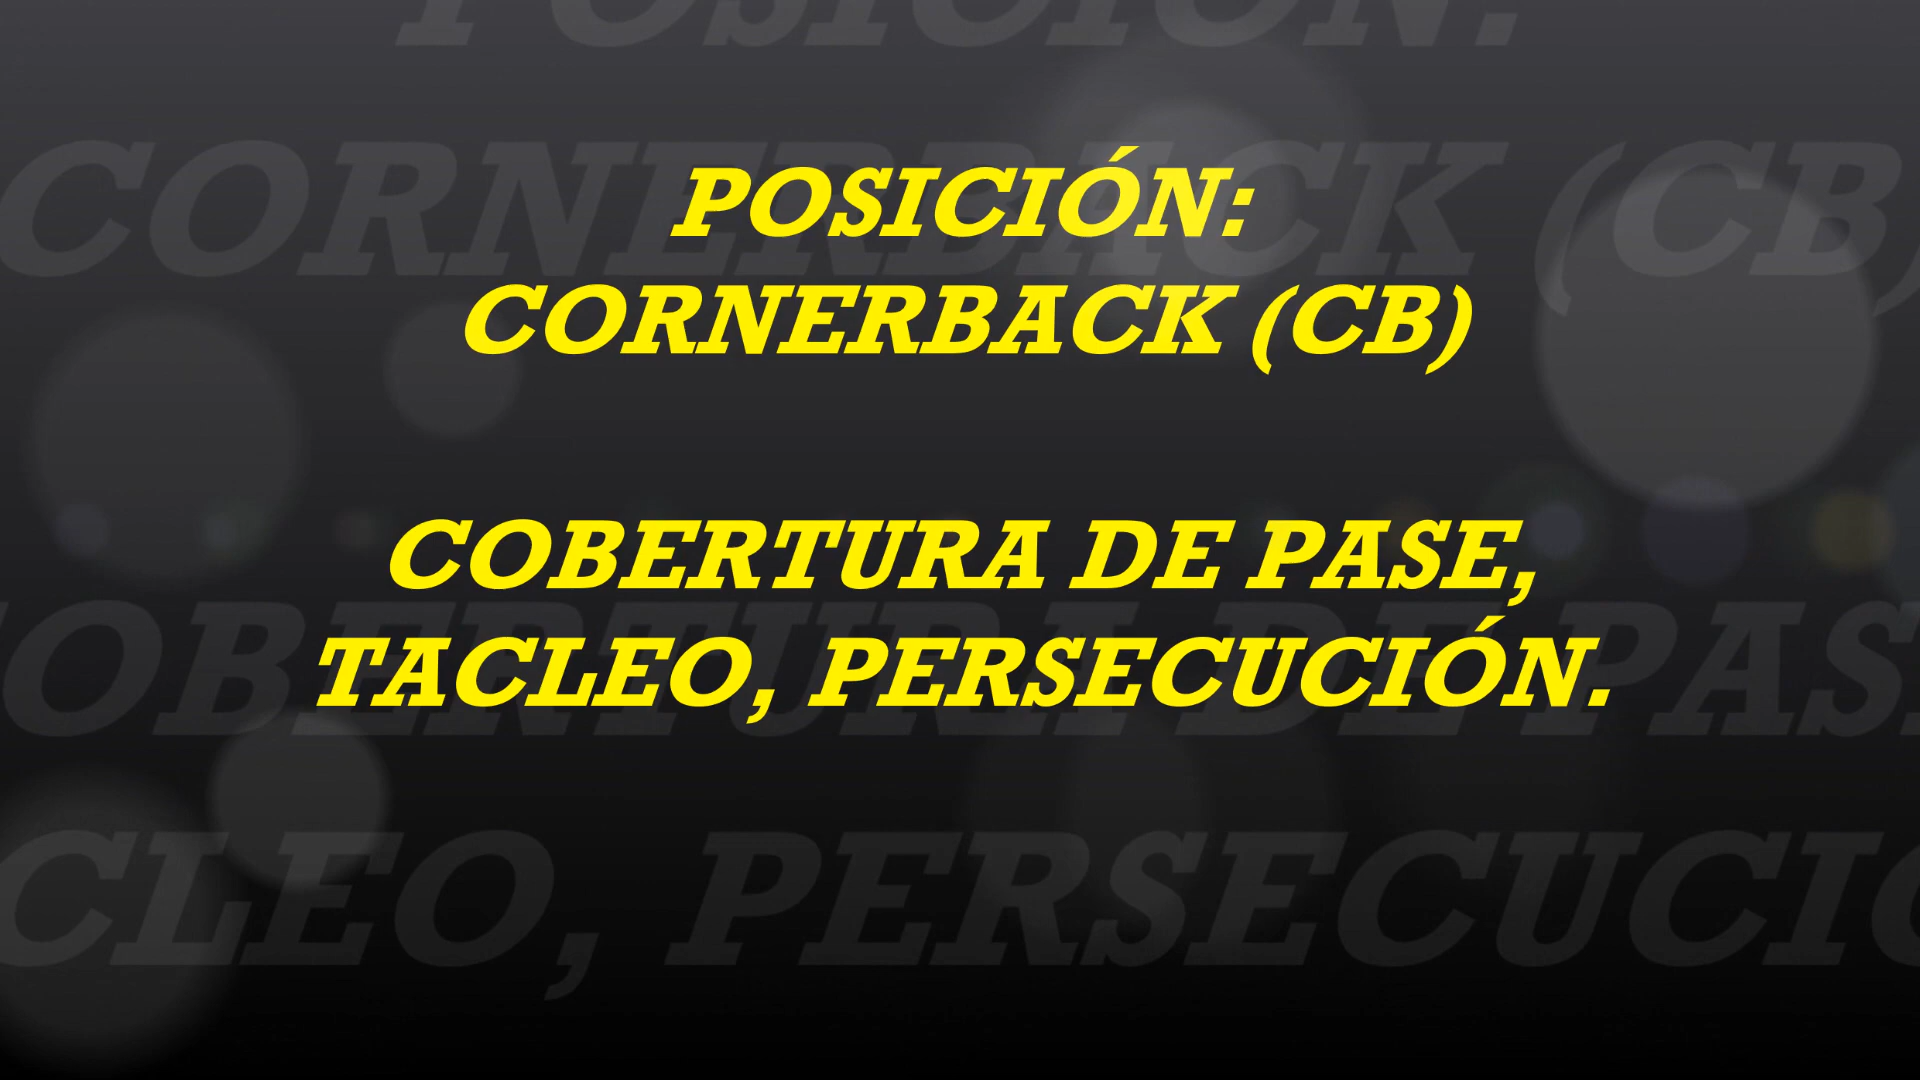 POSICIÓN:
CORNERBACK (CB)
COBERTURA DE PASE,
TACLEO, PERSECUCIÓN.